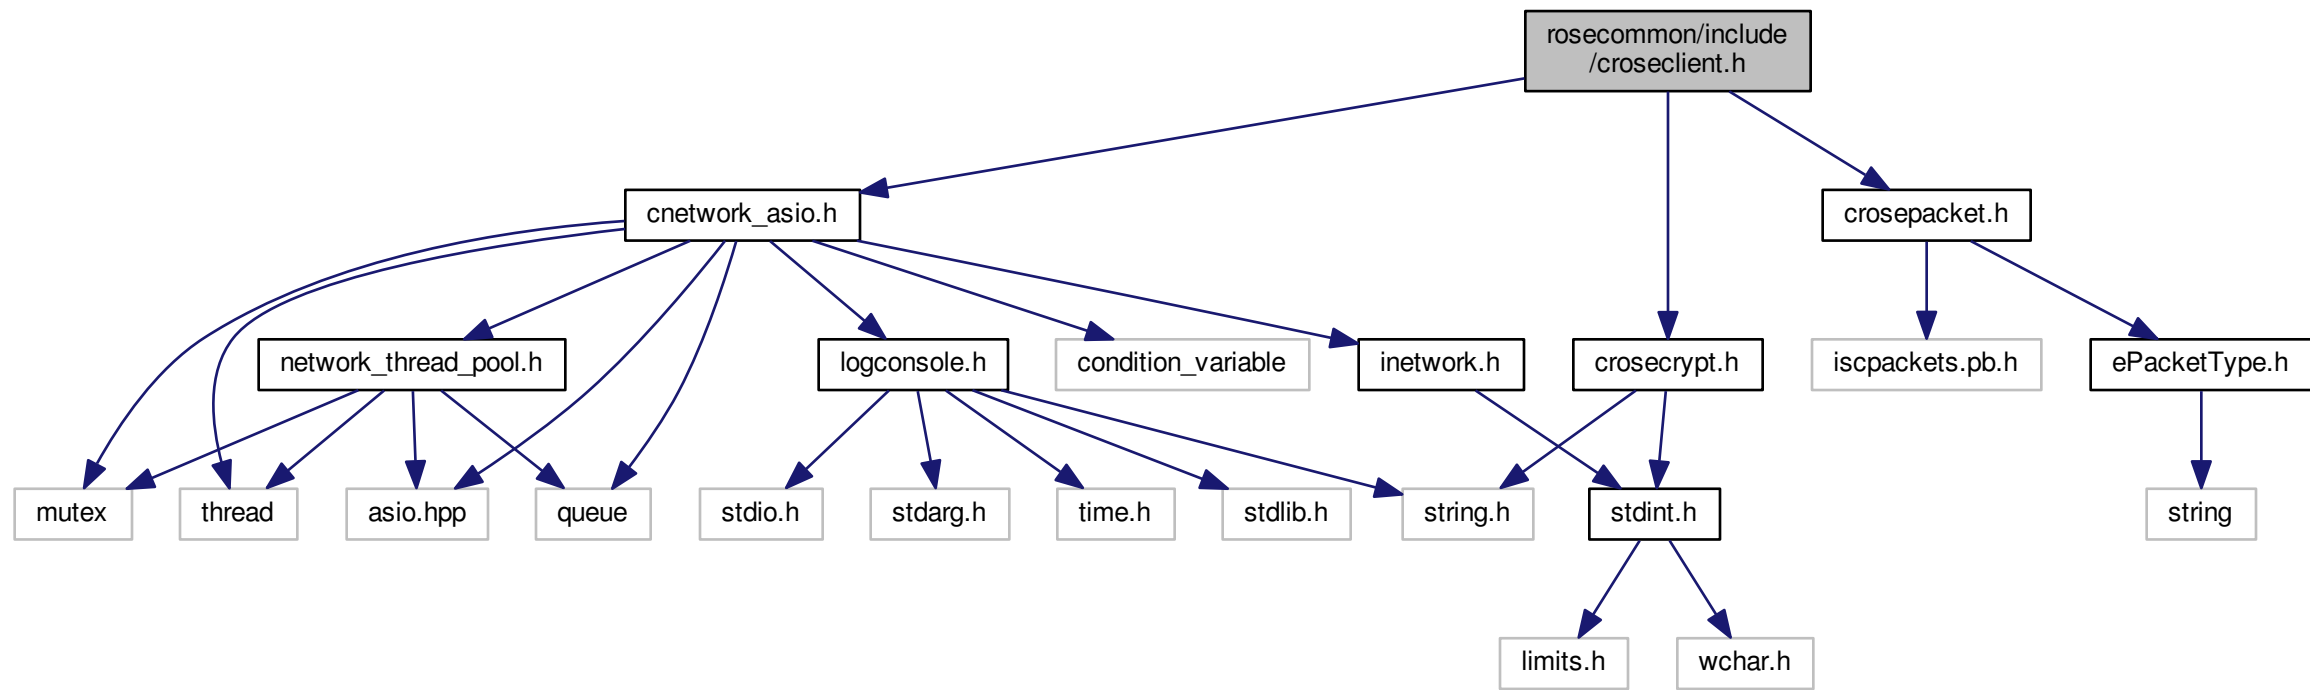 rosecommon/include
/croseclient.h
cnetwork_asio.h
crosepacket.h
network_thread_pool.h
logconsole.h
condition_variable
inetwork.h
crosecrypt.h
iscpackets.pb.h
ePacketType.h
mutex
thread
asio.hpp
queue
stdio.h
stdarg.h
time.h
stdlib.h
string.h
stdint.h
string
limits.h
wchar.h